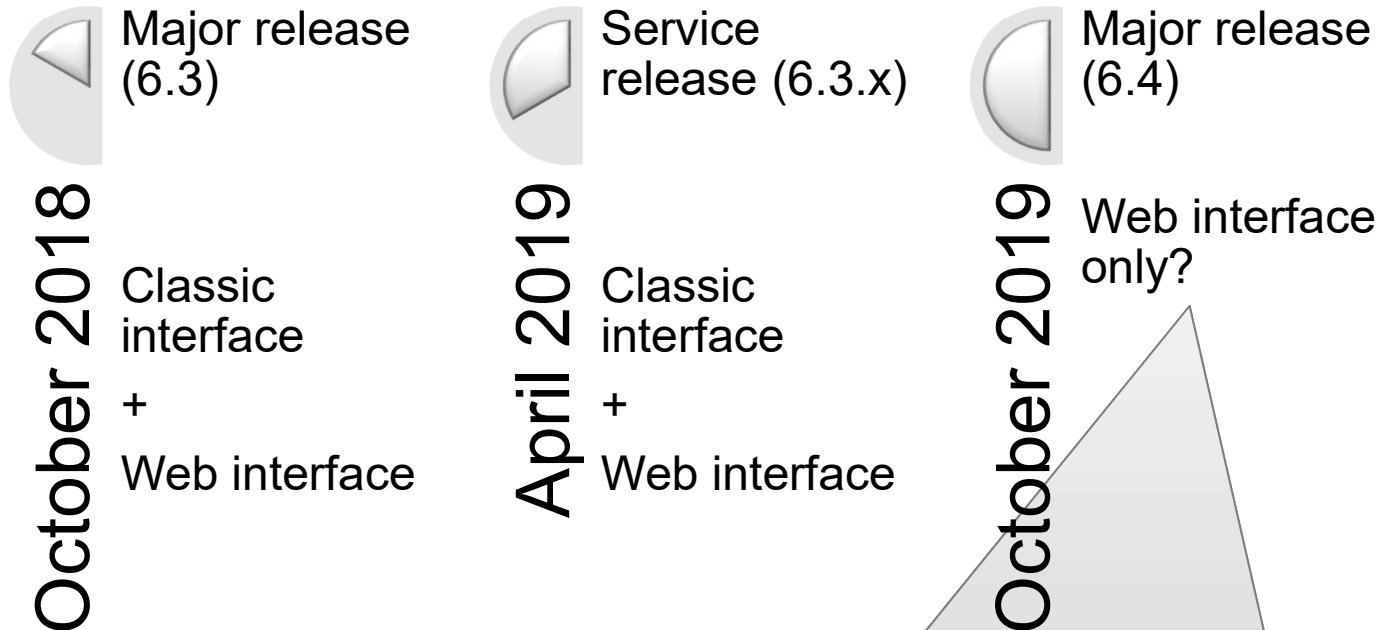 October 2018
Major release
(6.3)
Classic
interface
+
Web interface
April 2019
Service
release (6.3.x)
Classic
interface
+
Web interface
October 2019
Major release
(6.4)
Web interface
only?